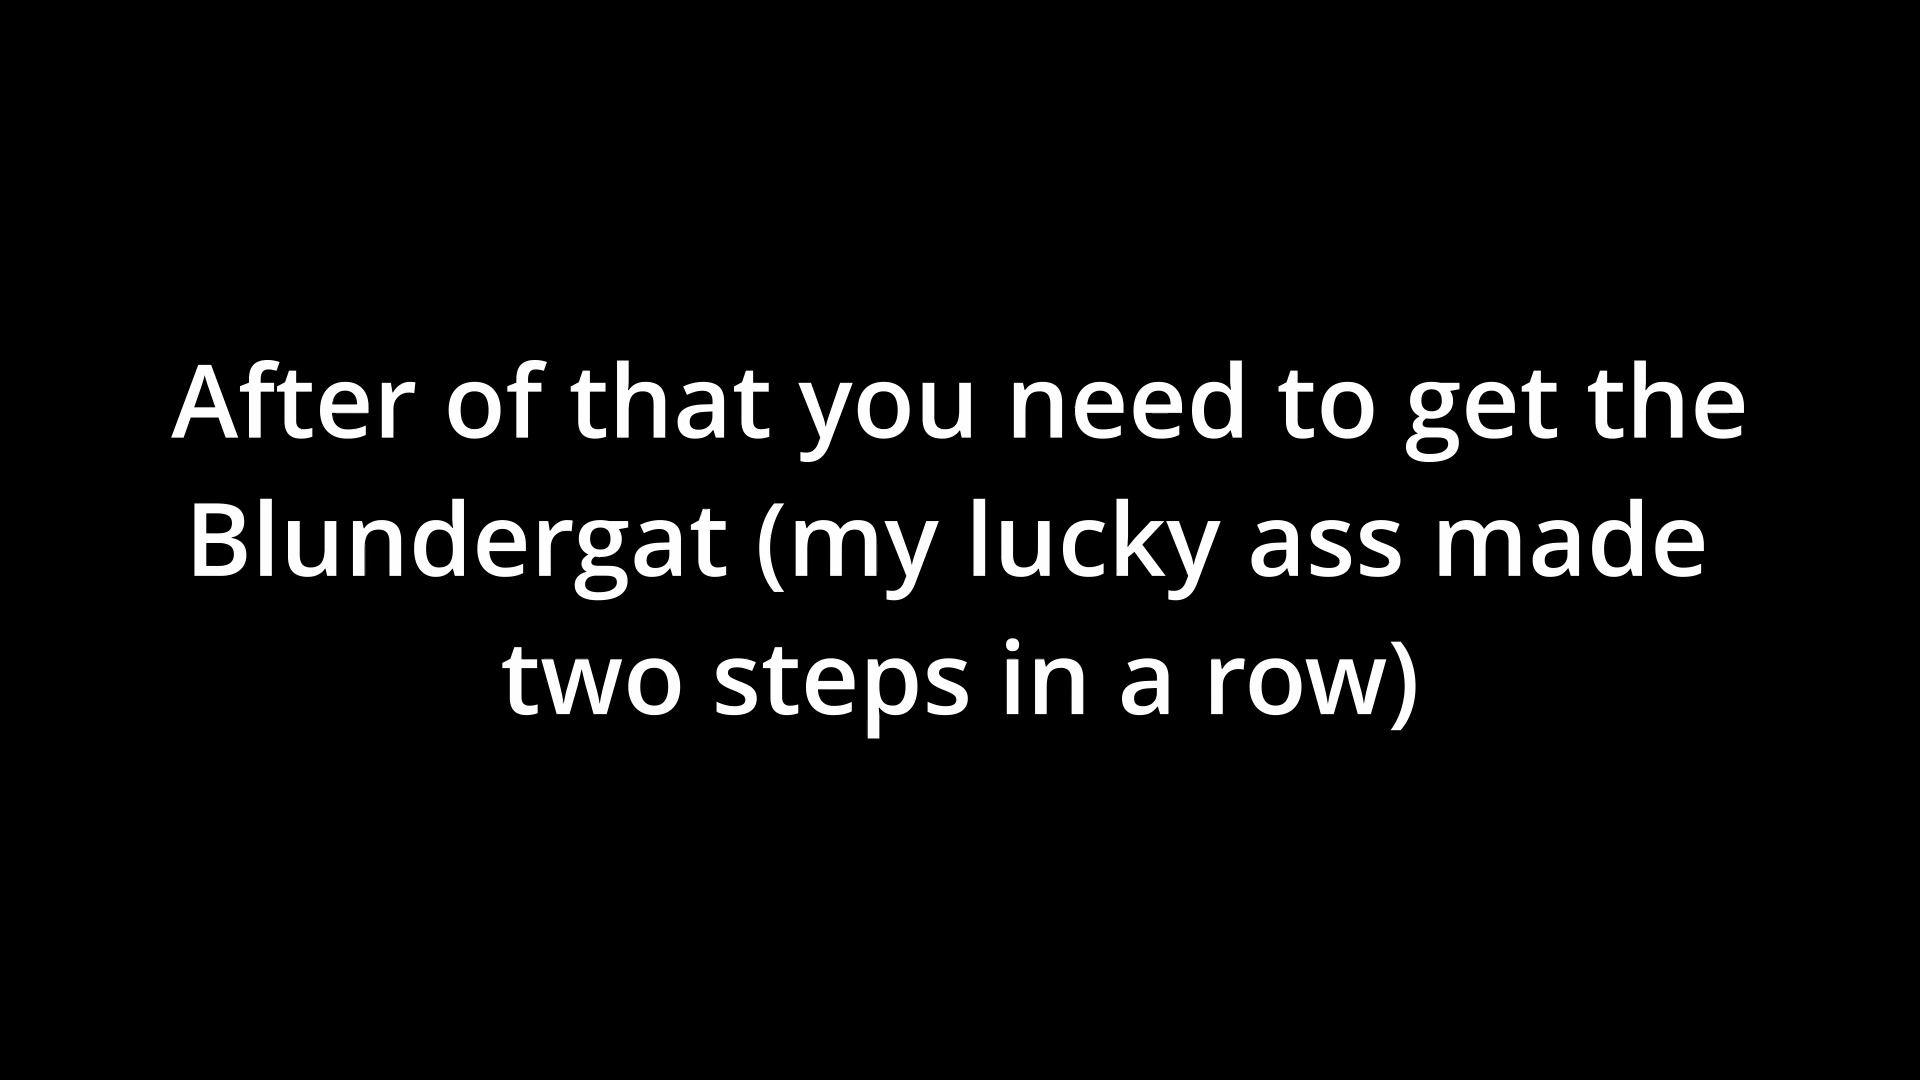 After of that you need to get the
Blundergat (my lucky ass made
two steps in a row)